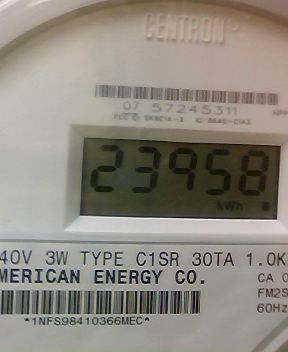 CENTRON
07 57245311
23958
kWh
40V 3W TYPE C1SR 30TA 1.0K
MERICAN ENERGY CO.
CA 0
FM2S
60Hz
*1NFS98410366MEC*